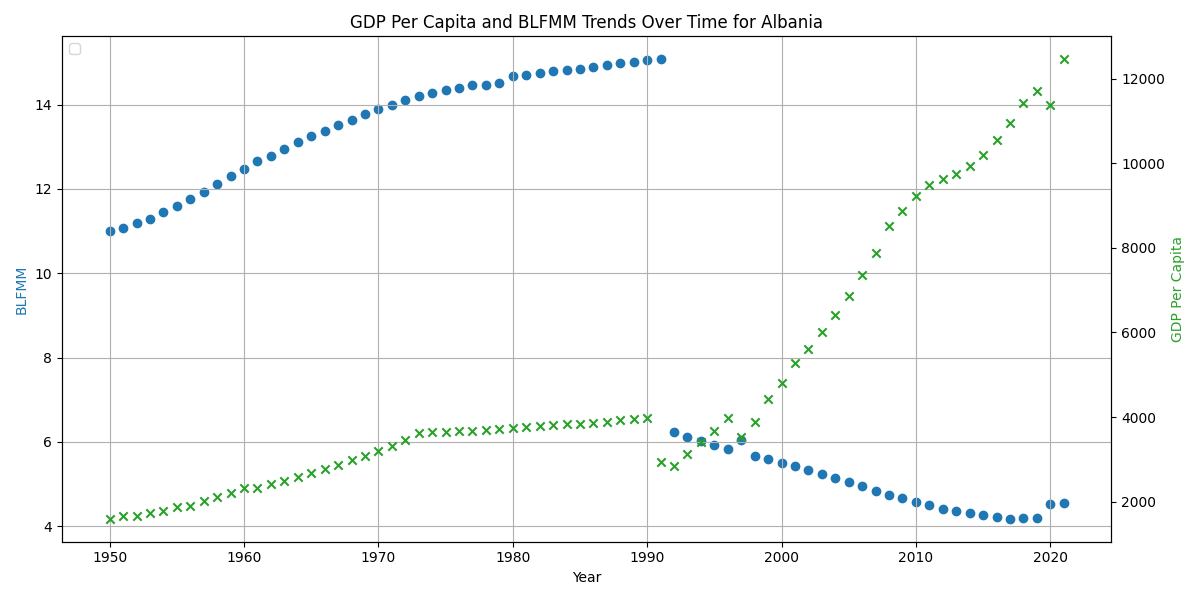 GDP Per Capita and BLFMM Trends Over Time for Albania
14
12
10
8
6
4
BLFMM
12000
10000
8000
6000
4000
2000
GDP Per Capita
1950 1960 1970 1980 1990 2000 2010 2020
Year